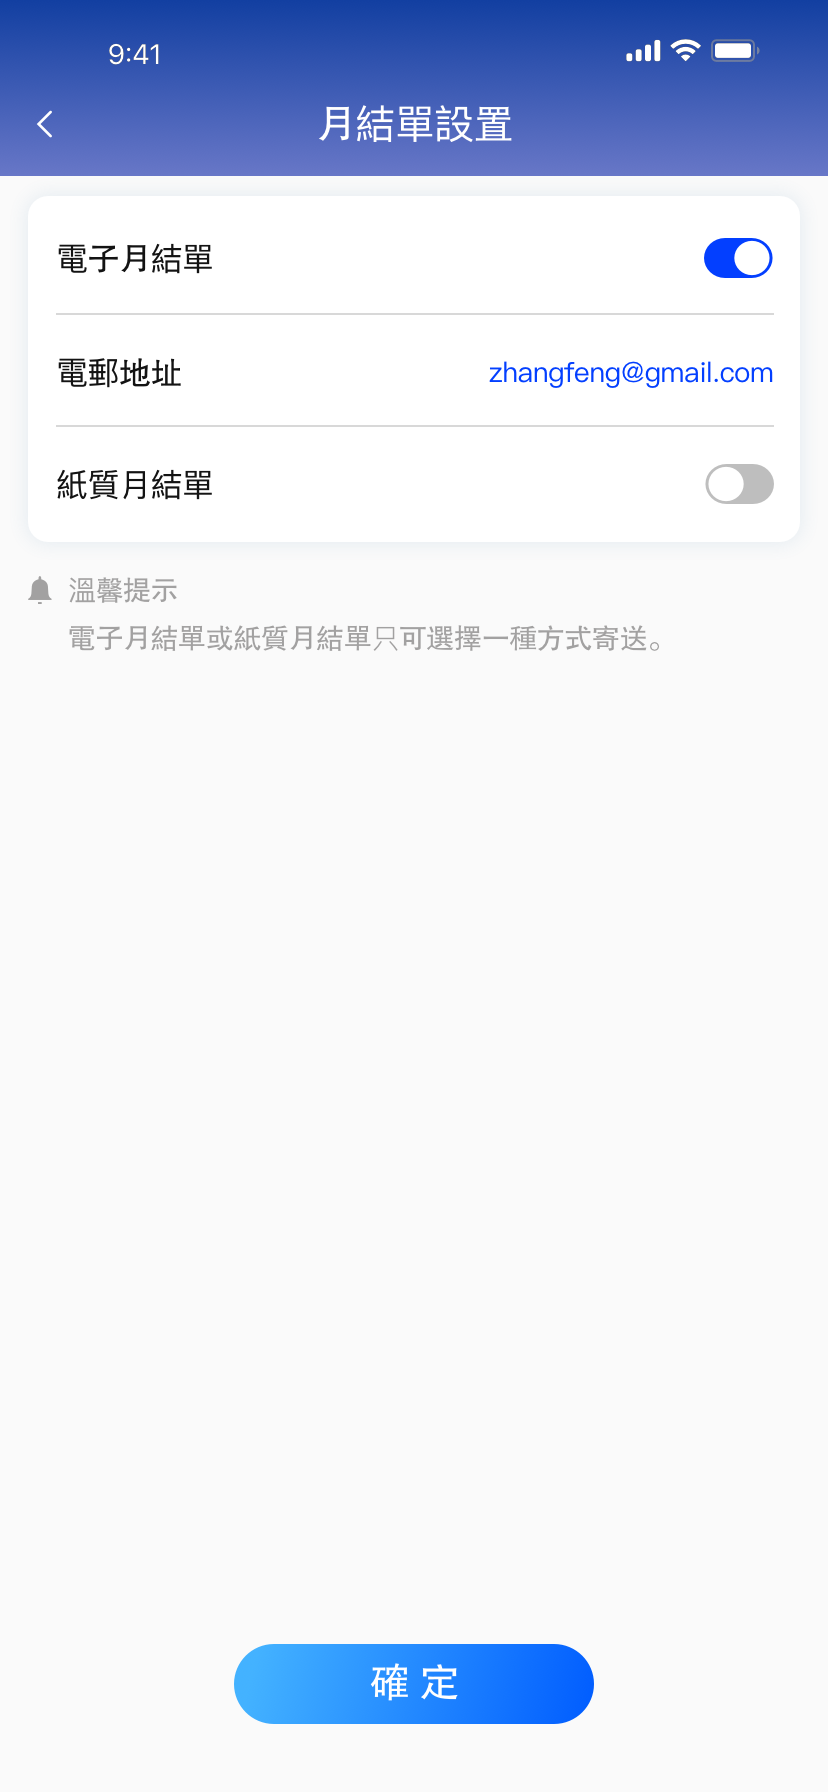 9:41
月結單設置
電子月結單
電郵地址 zhangfeng@gmail.com
紙質月結單
溫馨提示
電子月結單或紙質月結單只可選擇一種方式寄送。
確定